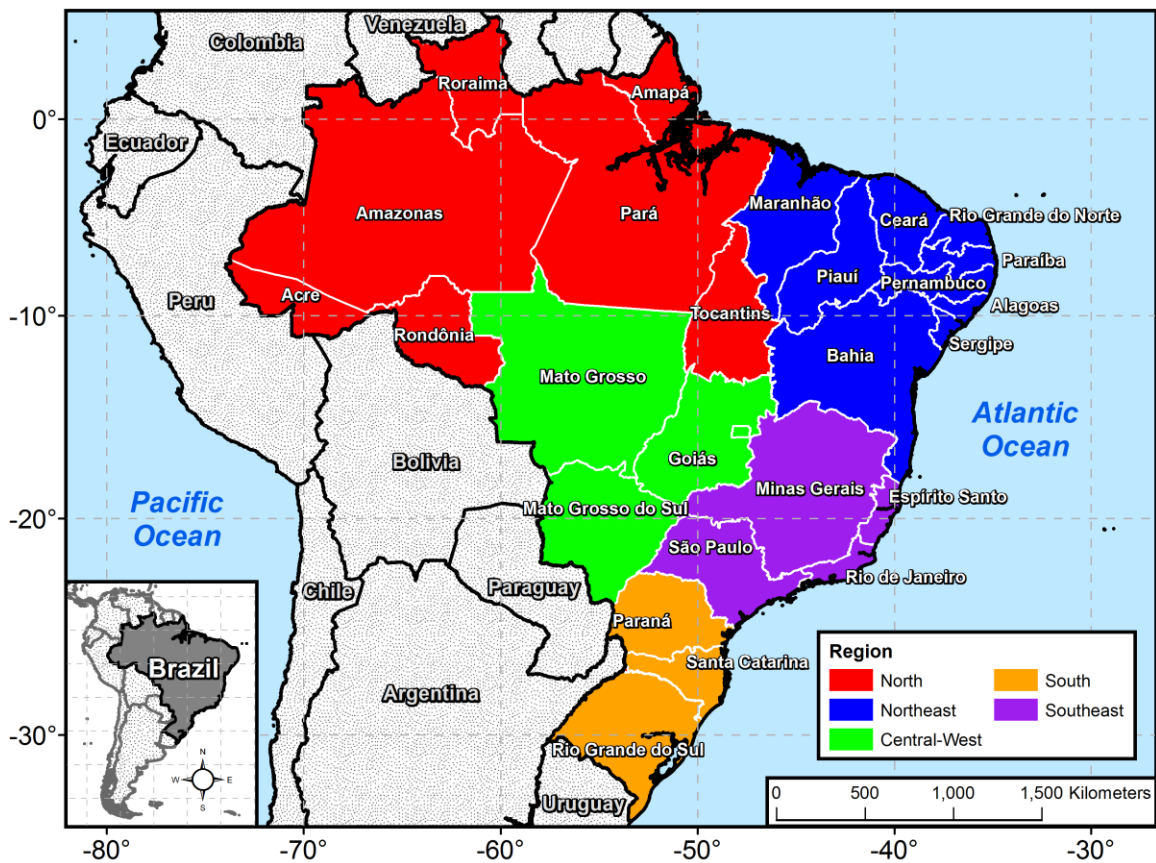 Venezuela
Colombia
Roraima
Amapá
0°
Ecuador
Amazonas
Pará
Maranhão
Ceará
Rio Grande do Norte
Paraíba
Peru
Acre
Piauí
Pernambuco
Alagoas
-10°
Rondônia
Tocantins
Sergipe
Bahia
Mato Grosso
Atlantic
Ocean
Bolivia
Goiás
Minas Gerais
Espírito Santo
Pacific
Ocean
Mato Grosso do Sul
-20°
São Paulo
Rio de Janeiro
Chile
Paraguay
Paraná
Region
Santa Catarina
Brazil
North
South
Argentina
Northeast
Southeast
-30°
Central-West
Rio Grande do Sul
N
W
E
S
Uruguay
0
500
1,000
1,500 Kilometers
-80°
-70°
-60°
-50°
-40°
-30°